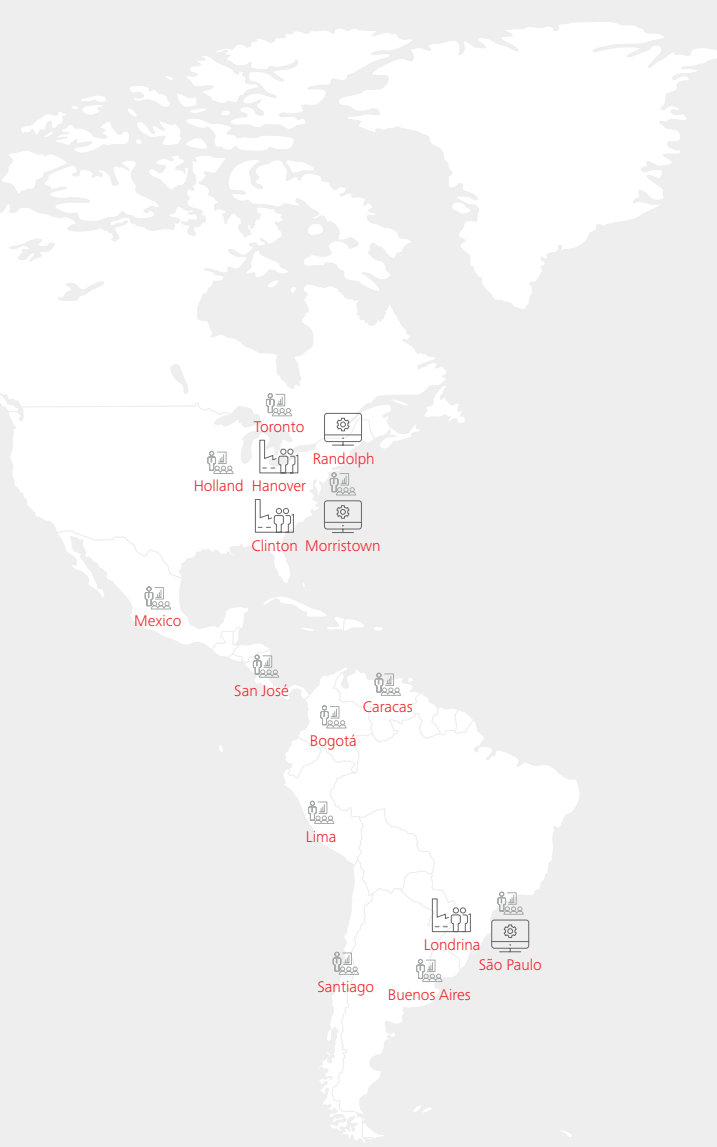 Toronto
Randolph
Holland
Hanover
Clinton
Morristown
Mexico
San José
Caracas
Bogotá
Lima
Londrina
São Paulo
Santiago
Buenos Aires